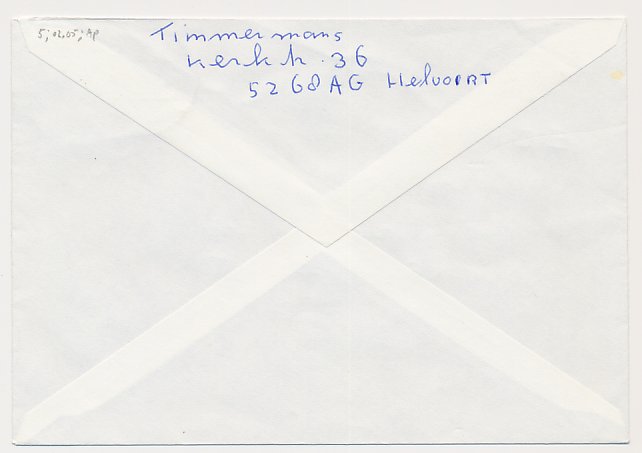 5; 02, 05; AP
Timmermans
Kerkh. 36
5268AG Helvoirt